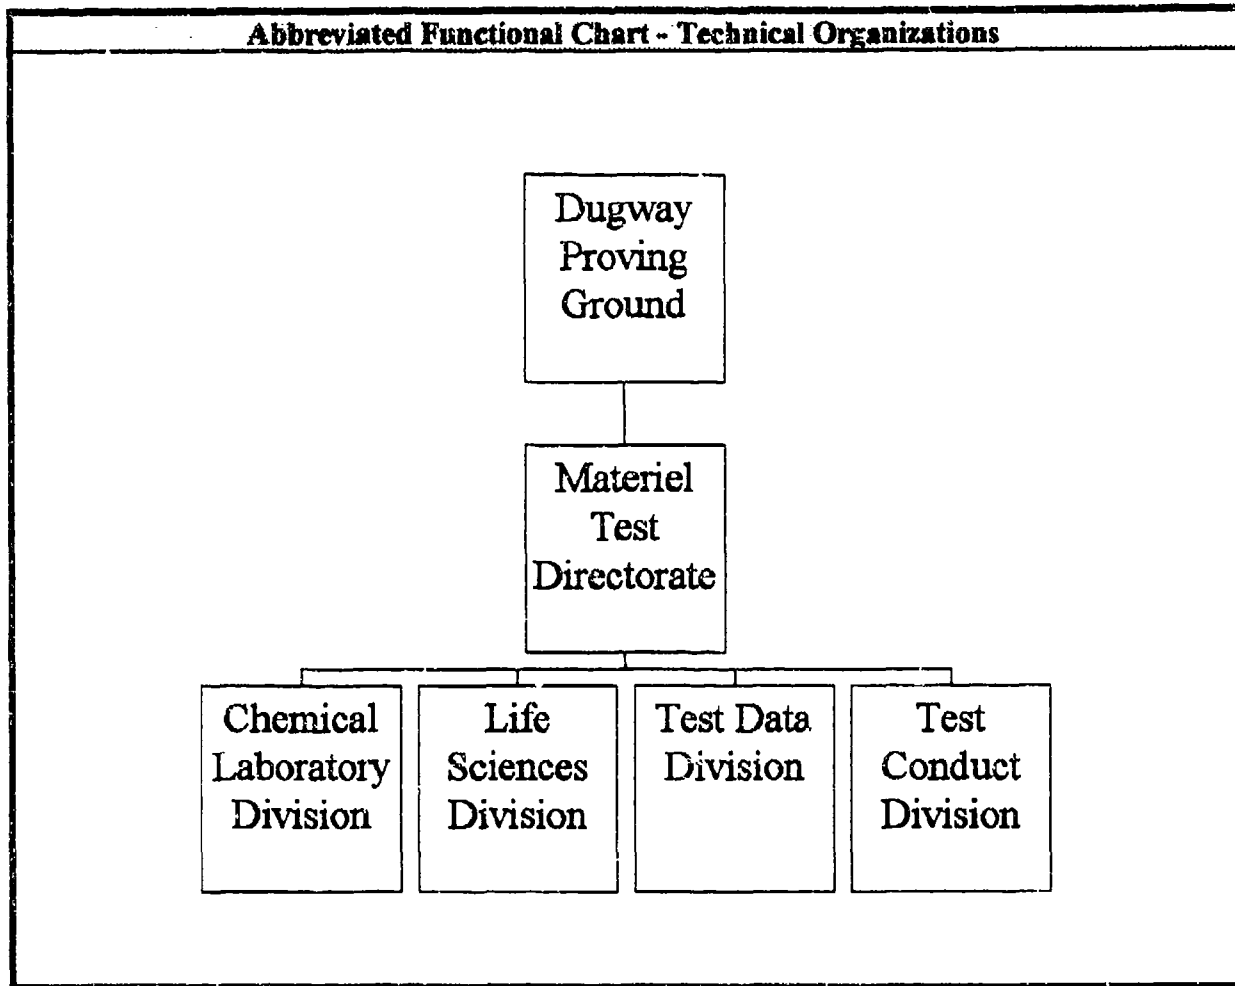 Abbreviated Functional Chart - Technical Organizations
Dugway
Proving
Ground
Materiel
Test
Directorate
Chemical
Laboratory
Division
Life
Sciences
Division
Test Data
Division
Test
Conduct
Division